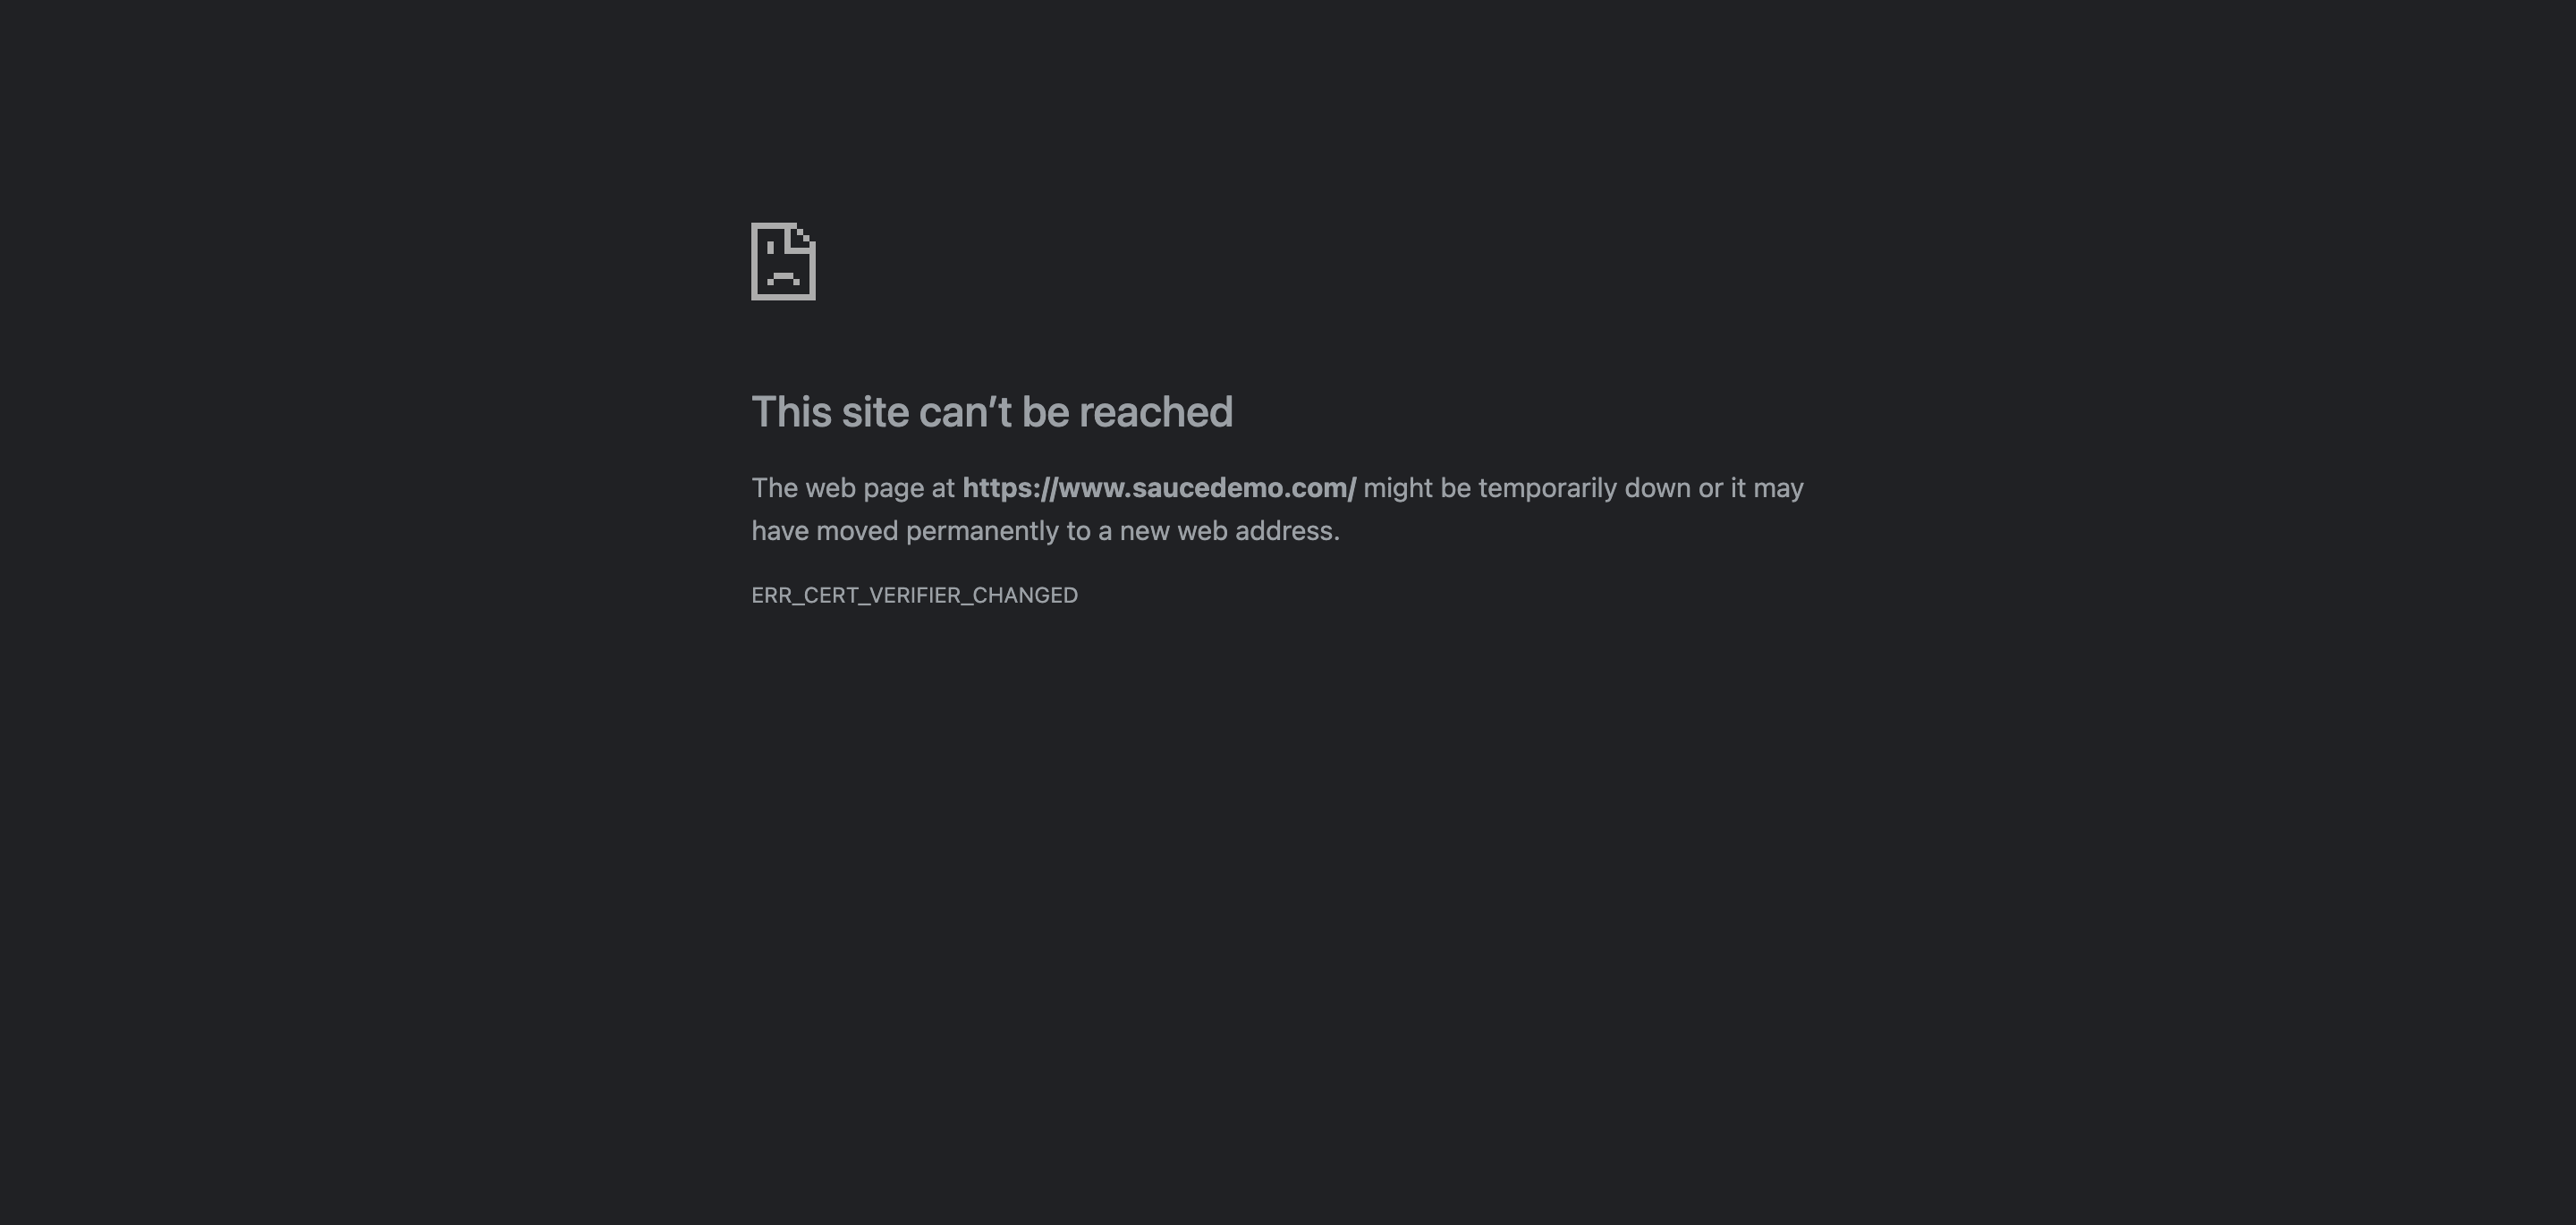 This site can’t be reached
The web page at https://www.saucedemo.com/ might be temporarily down or it may
have moved permanently to a new web address.
ERR_CERT_VERIFIER_CHANGED